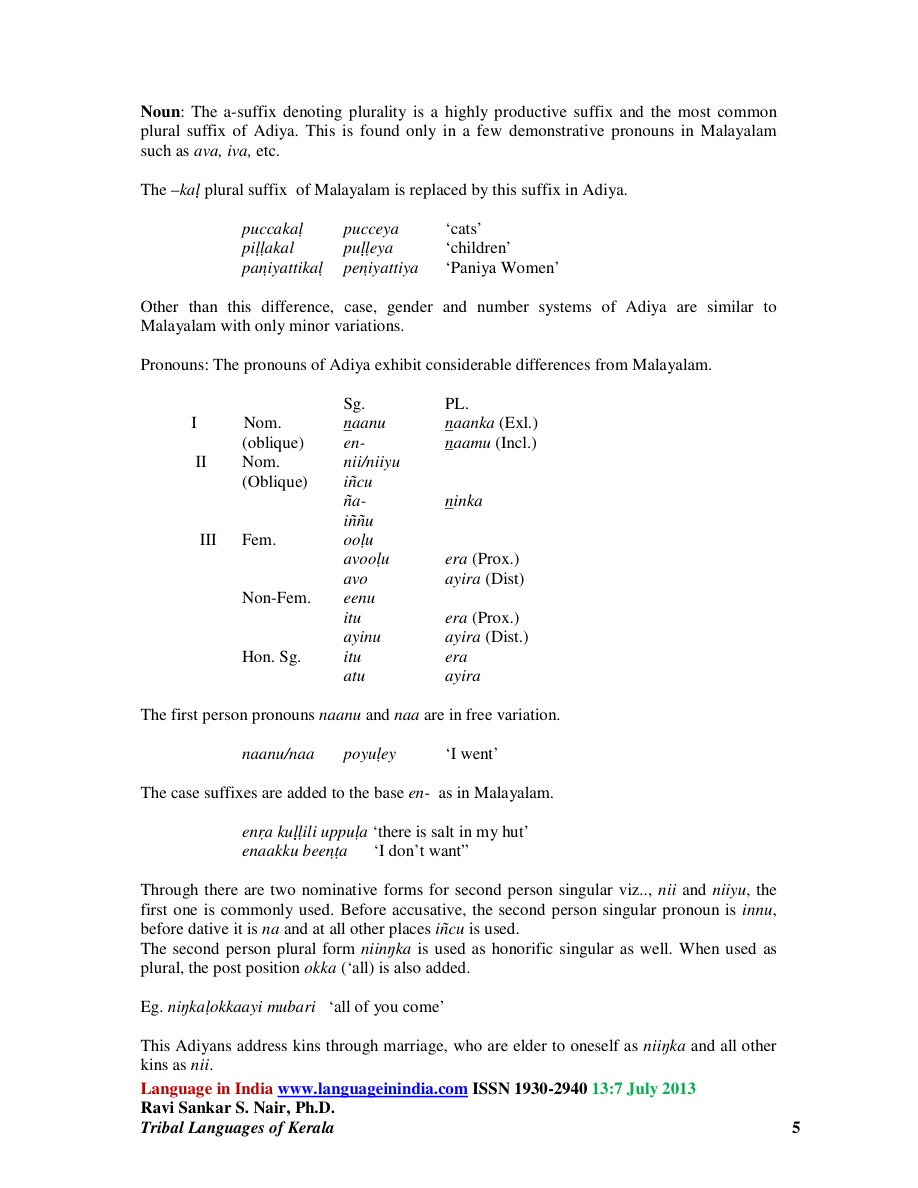 Noun: The a-suffix denoting plurality is a highly productive suffix and the most common
plural suffix of Adiya. This is found only in a few demonstrative pronouns in Malayalam
such as ava, iva, etc.
The –kaḷ plural suffix of Malayalam is replaced by this suffix in Adiya.
puccakaḷ pucceya ‘cats’
piḷḷakal puḷḷeya ‘children’
paṇiyattikaḷ peṇiyattiya ‘Paniya Women’
Other than this difference, case, gender and number systems of Adiya are similar to
Malayalam with only minor variations.
Pronouns: The pronouns of Adiya exhibit considerable differences from Malayalam.
Sg. PL.
I Nom. n̲aanu n̲aanka (Exl.)
(oblique) en- n̲aamu (Incl.)
II Nom. nii/niiyu
(Oblique) iñcu
ña- n̲inka
iññu
III Fem. ooḷu
avooḷu era (Prox.)
avo ayira (Dist)
Non-Fem. eenu
itu era (Prox.)
ayinu ayira (Dist.)
Hon. Sg. itu era
atu ayira
The first person pronouns naanu and naa are in free variation.
naanu/naa poyuḷey ‘I went’
The case suffixes are added to the base en- as in Malayalam.
enṛa kuḷḷili uppuḷa ‘there is salt in my hut’
enaakku beenṭa ‘I don’t want”
Through there are two nominative forms for second person singular viz.., nii and niiyu, the
first one is commonly used. Before accusative, the second person singular pronoun is innu,
before dative it is na and at all other places iñcu is used.
The second person plural form niinŋka is used as honorific singular as well. When used as
plural, the post position okka (‘all) is also added.
Eg. niŋkaḷokkaayi mubari ‘all of you come’
This Adiyans address kins through marriage, who are elder to oneself as niiŋka and all other
kins as nii.
Language in India www.languageinindia.com ISSN 1930-2940 13:7 July 2013
Ravi Sankar S. Nair, Ph.D.
Tribal Languages of Kerala 5